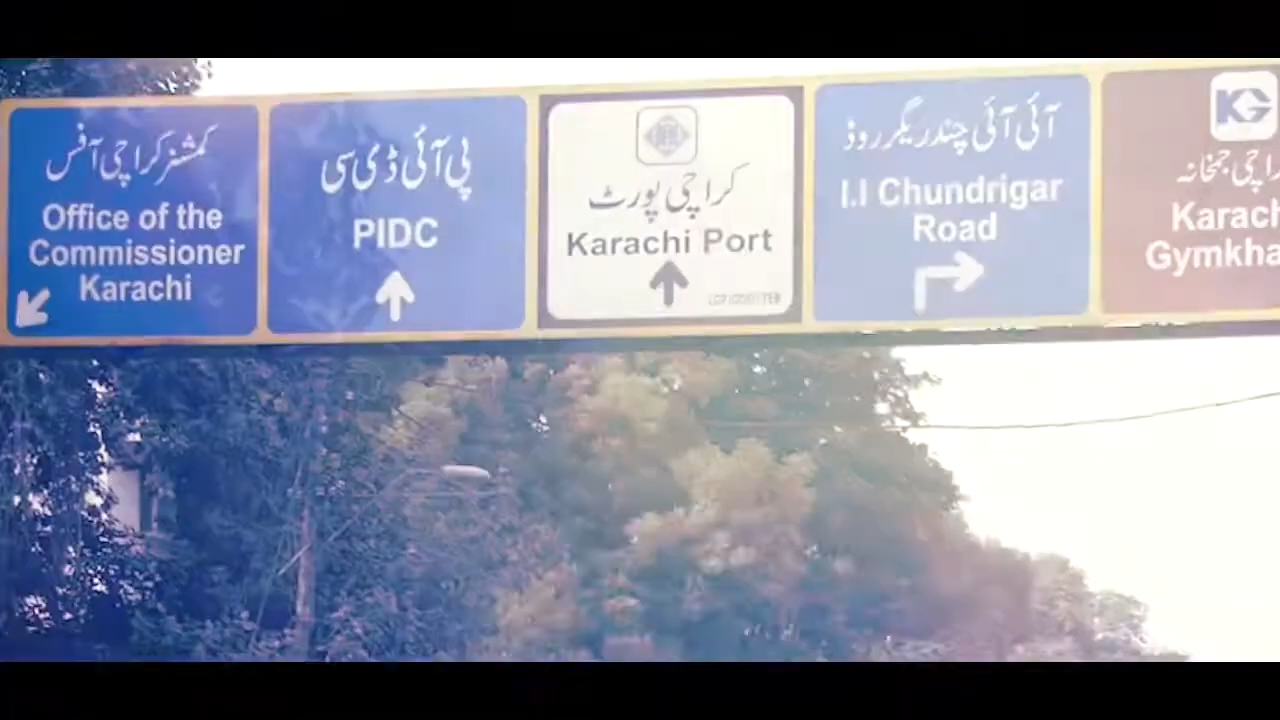 کمشنر کراچی آفس
Office of the
Commissioner
Karachi
پی آئی ڈی سی
PIDC
کراچی پورٹ
Karachi Port
آئی آئی چندریگر روڈ
I.I Chundrigar
Road
KG
Karach
Gymkha